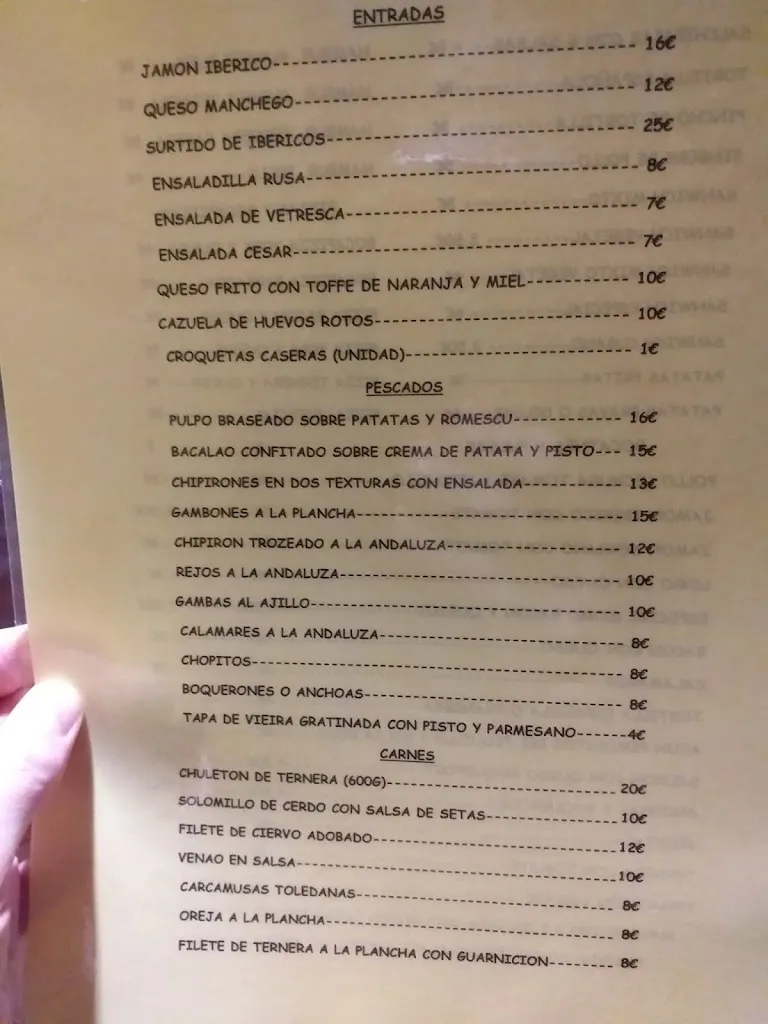 ENTRADAS
JAMON IBERICO-------------------------------------- 16€
QUESO MANCHEGO----------------------------------- 12€
SURTIDO DE IBERICOS-------------------------------- 25€
ENSALADILLA RUSA----------------------------------- 8€
ENSALADA DE VETRESCA------------------------------ 7€
ENSALADA CESAR------------------------------------ 7€
QUESO FRITO CON TOFFE DE NARANJA Y MIEL---------- 10€
CAZUELA DE HUEVOS ROTOS-------------------------- 10€
CROQUETAS CASERAS (UNIDAD)------------------------ 1€
PESCADOS
PULPO BRASEADO SOBRE PATATAS Y ROMESCU----------- 16€
BACALAO CONFITADO SOBRE CREMA DE PATATA Y PISTO--- 15€
CHIPIRONES EN DOS TEXTURAS CON ENSALADA---------- 13€
GAMBONES A LA PLANCHA---------------------------- 15€
CHIPIRON TROZEADO A LA ANDALUZA------------------ 12€
REJOS A LA ANDALUZA------------------------------ 10€
GAMBAS AL AJILLO---------------------------------- 10€
CALAMARES A LA ANDALUZA-------------------------- 8€
CHOPITOS------------------------------------------ 8€
BOQUERONES O ANCHOAS---------------------------- 8€
TAPA DE VIEIRA GRATINADA CON PISTO Y PARMESANO------4€
CARNES
CHULETON DE TERNERA (600G)------------------------ 20€
SOLOMILLO DE CERDO CON SALSA DE SETAS------------- 10€
FILETE DE CIERVO ADOBADO--------------------------12€
VENAO EN SALSA------------------------------------10€
CARCAMUSAS TOLEDANAS---------------------------- 8€
OREJA A LA PLANCHA-------------------------------- 8€
FILETE DE TERNERA A LA PLANCHA CON GUARNICION-------- 8€